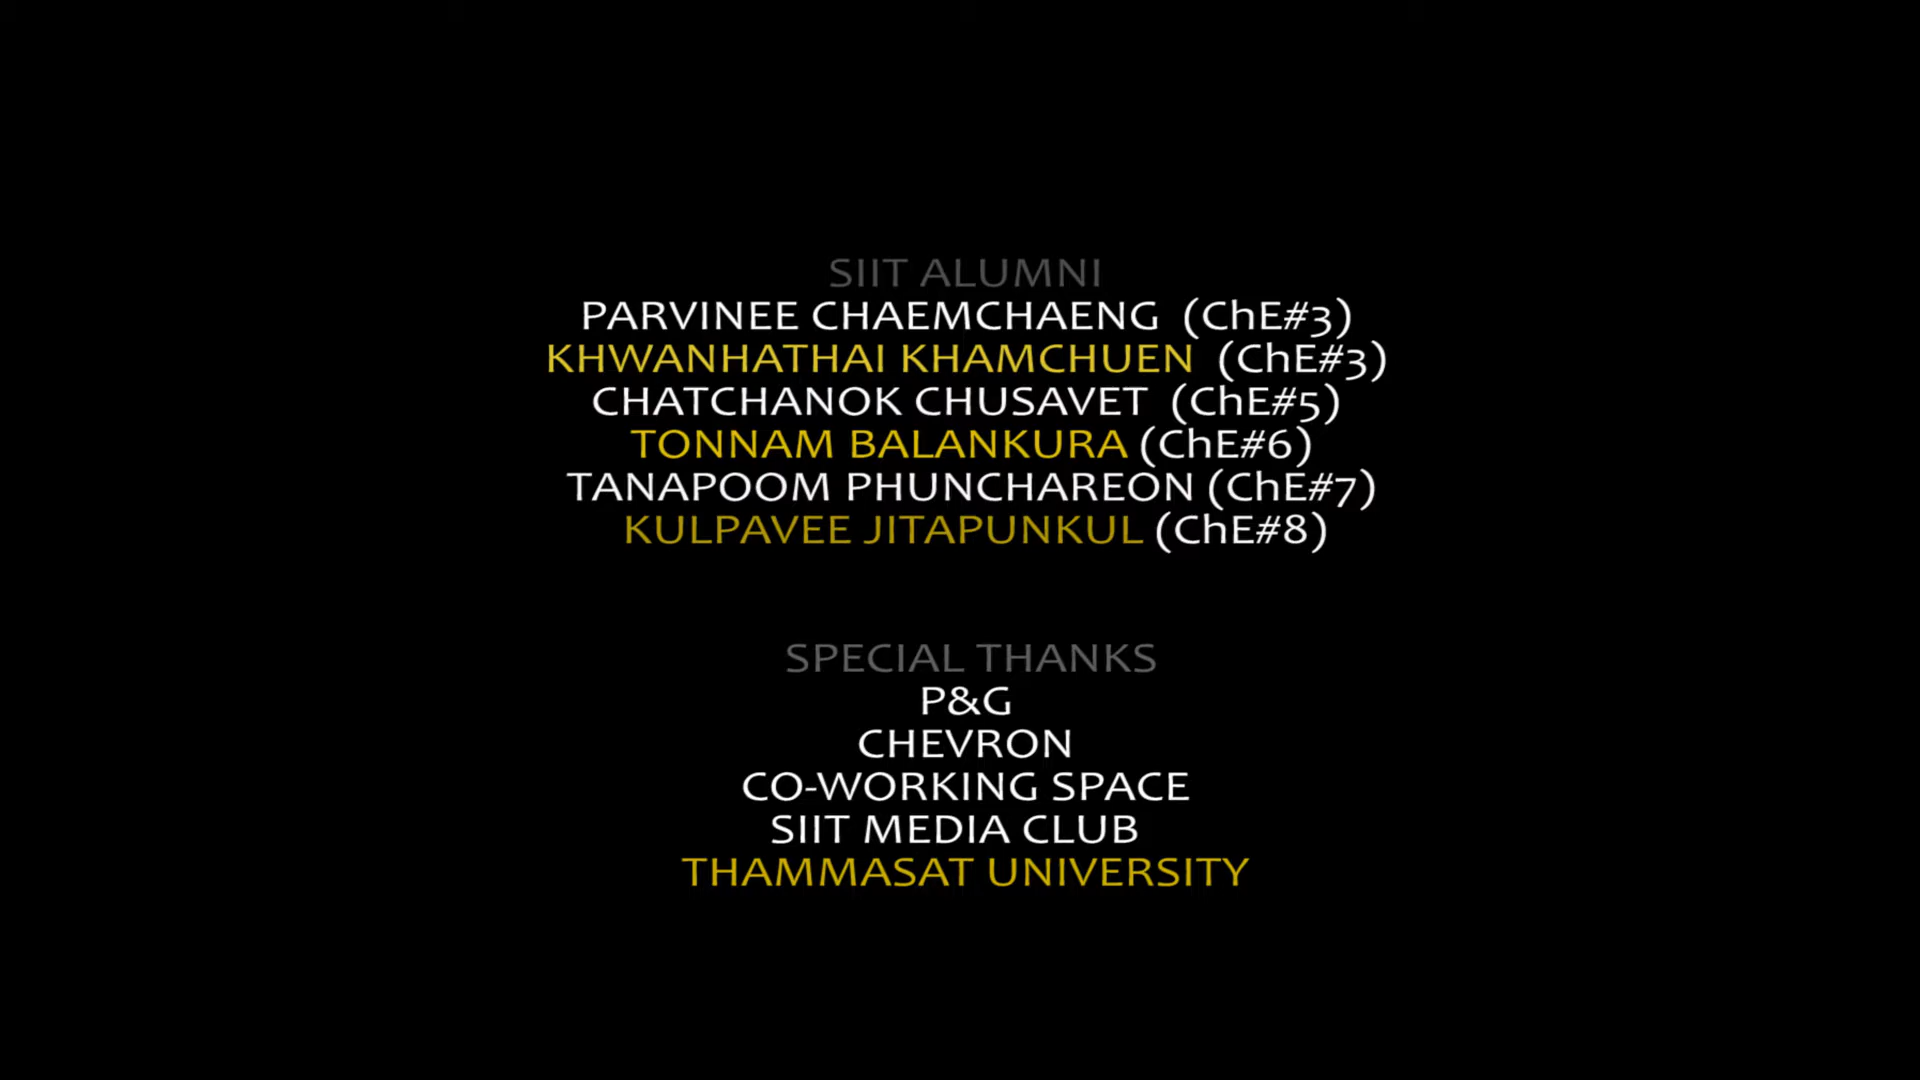 SIIT ALUMNI
PARVINEE CHAEMCHAENG (ChE#3)
KHWANHATHAI KHAMCHUEN (ChE#3)
CHATCHANOK CHUSAVET (ChE#5)
TONNAM BALANKURA (ChE#6)
TANAPOOM PHUNCHAREON (ChE#7)
KULPAVEE JITAPUNKUL (ChE#8)
SPECIAL THANKS
P&G
CHEVRON
CO-WORKING SPACE
SIIT MEDIA CLUB
THAMMASAT UNIVERSITY